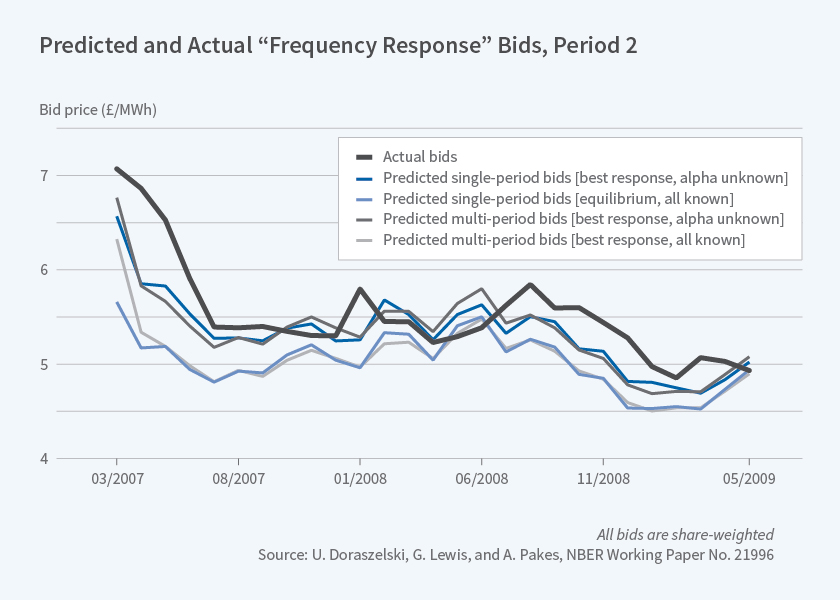 Predicted and Actual “Frequency Response” Bids, Period 2
Bid price (£/MWh)
Actual bids
Predicted single-period bids [best response, alpha unknown]
Predicted single-period bids [equilibrium, all known]
Predicted multi-period bids [best response, alpha unknown]
Predicted multi-period bids [best response, all known]
7
6
5
4
03/2007 08/2007 01/2008 06/2008 11/2008 05/2009
All bids are share-weighted
Source: U. Doraszelski, G. Lewis, and A. Pakes, NBER Working Paper No. 21996